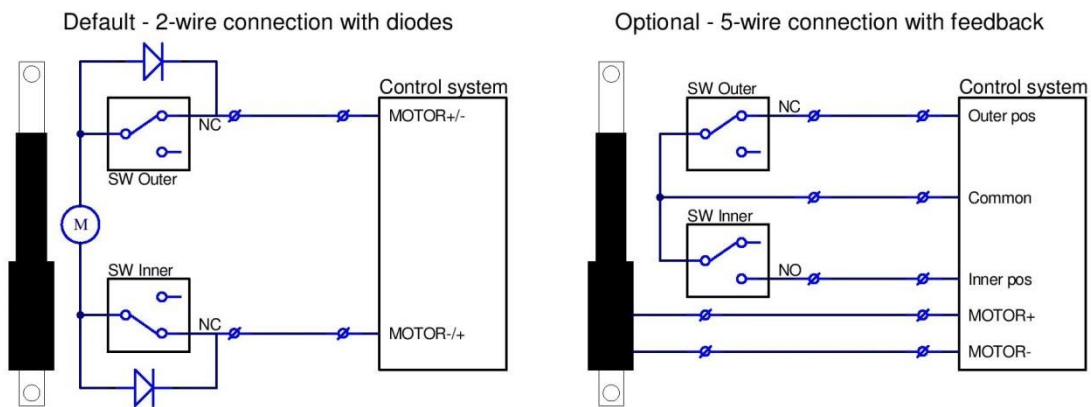 Default - 2-wire connection with diodes
Control system
NC
MOTOR+/-
SW Outer
M
SW Inner
NC
MOTOR-/+
Optional - 5-wire connection with feedback
SW Outer
Control system
NC
Outer pos
Common
SW Inner
NO
Inner pos
MOTOR+
MOTOR-